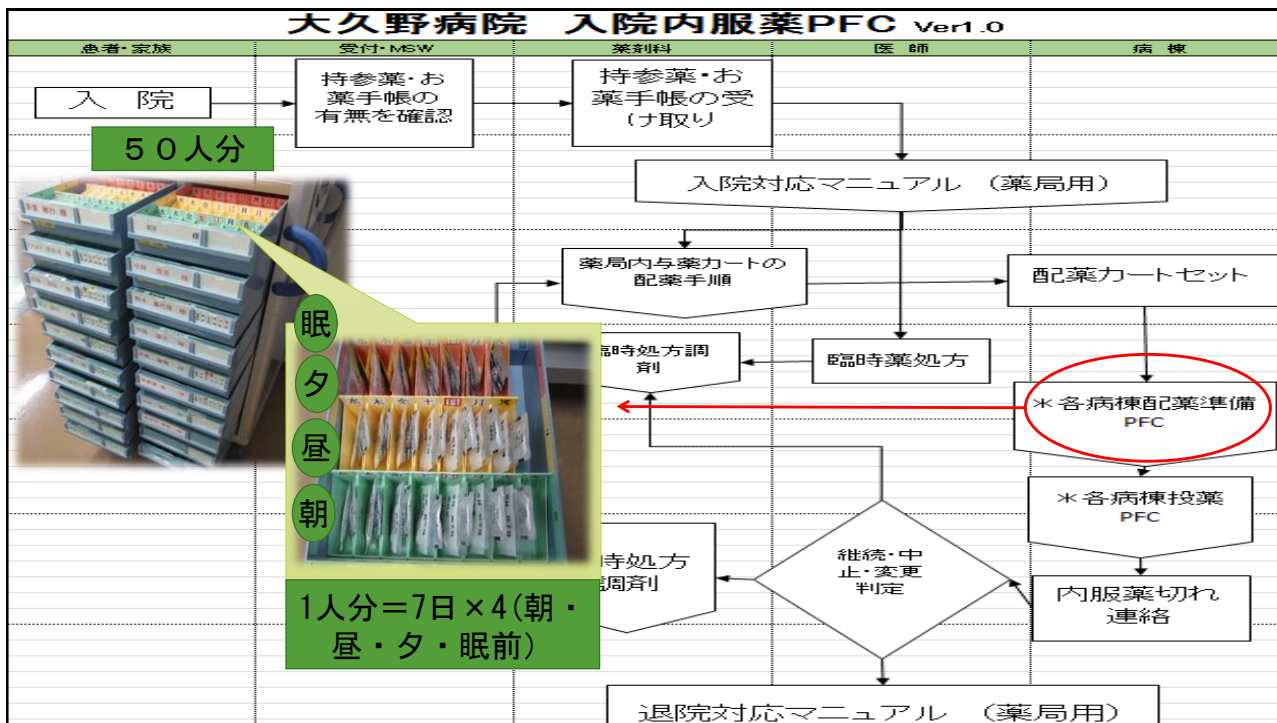 大久野病院 入院内服薬PFC Ver1.0
患者・家族
受付・MSW
薬剤科
医 師
病 棟
入 院
持参薬・お
薬手帳の
有無を確認
持参薬・お
薬手帳の受
け取り
５０人分
入院対応マニュアル （薬局用）
薬局内与薬カートの
配薬手順
配薬カートセット
眠
夕
昼
朝
臨時処方調
剤
臨時薬処方
＊各病棟配薬準備
PFC
＊各病棟投薬
PFC
時処方
調剤
継続・中
止・変更
判定
内服薬切れ
連絡
1人分＝7日×4(朝・
昼・夕・眠前)
退院対応マニュアル （薬局用）